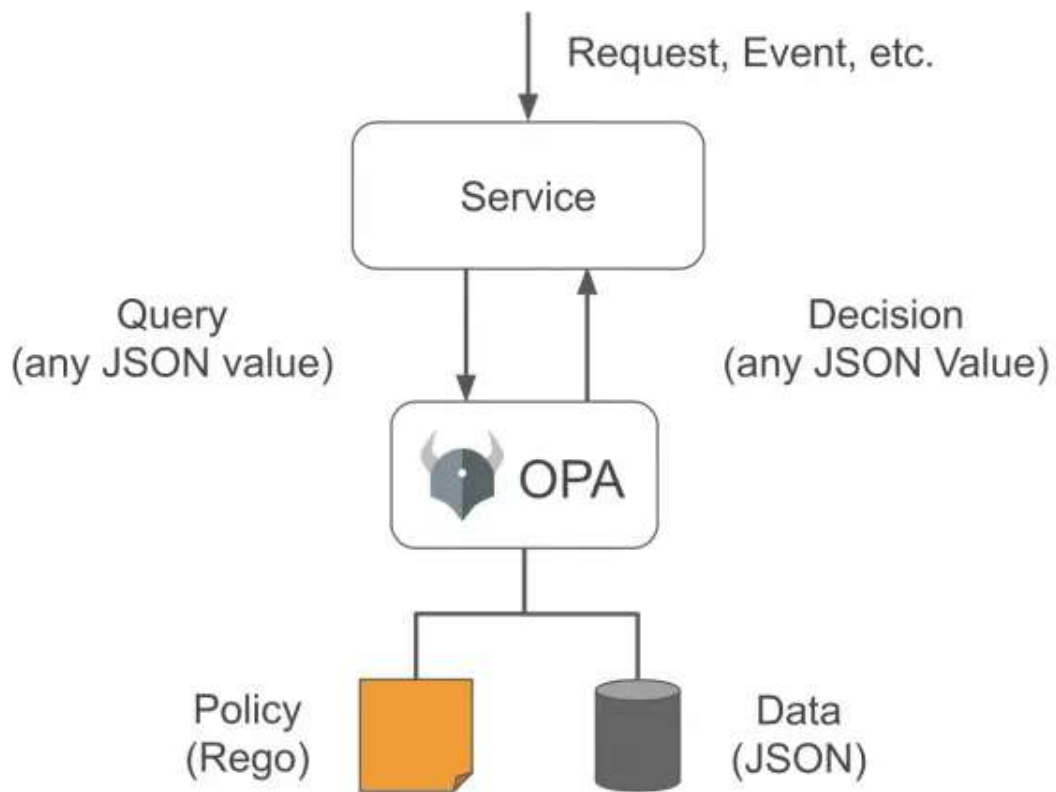 Request, Event, etc.
Service
Query
(any JSON value)
Decision
(any JSON Value)
OPA
Policy
(Rego)
Data
(JSON)